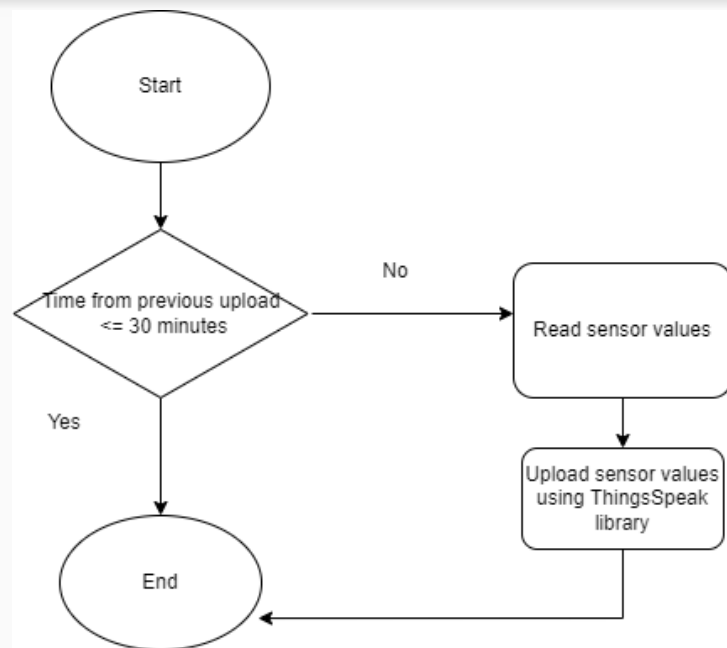 Start
Time from previous upload
<= 30 minutes
No
Read sensor values
Yes
Upload sensor values
using ThingsSpeak
library
End